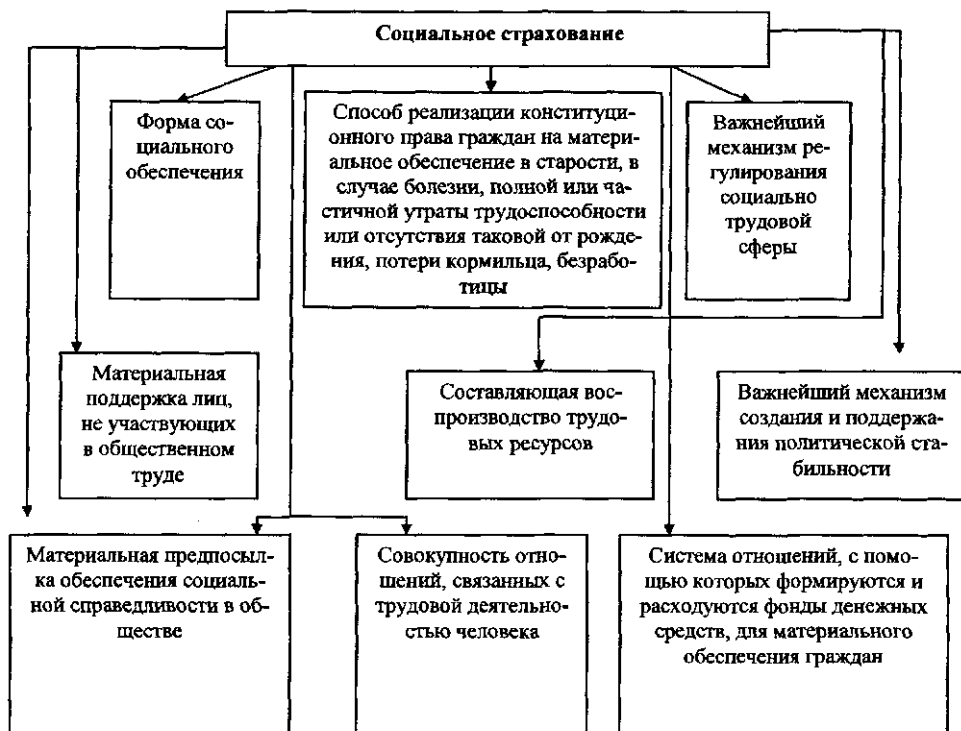 Социальное страхование
Форма со-
циального
обеспечения
Способ реализации конституци-
онного права граждан на матери-
альное обеспечение в старости, в
случае болезни, полной или ча-
стичной утраты трудоспособности
или отсутствия таковой от рожде-
ния, потери кормильца, безрабо-
тицы
Важнейший
механизм ре-
гулирования
социально
трудовой
сферы
Материальная
поддержка лиц,
не участвующих
в общественном
труде
Составляющая вос-
производство трудо-
вых ресурсов
Важнейший механизм
создания и поддержа-
ния политической ста-
бильности
Материальная предпосыл-
ка обеспечения социаль-
ной справедливости в об-
ществе
Совокупность отно-
шений, связанных с
трудовой деятельно-
стью человека
Система отношений, с помо-
щью которых формируются и
расходуются фонды денежных
средств, для материального
обеспечения граждан